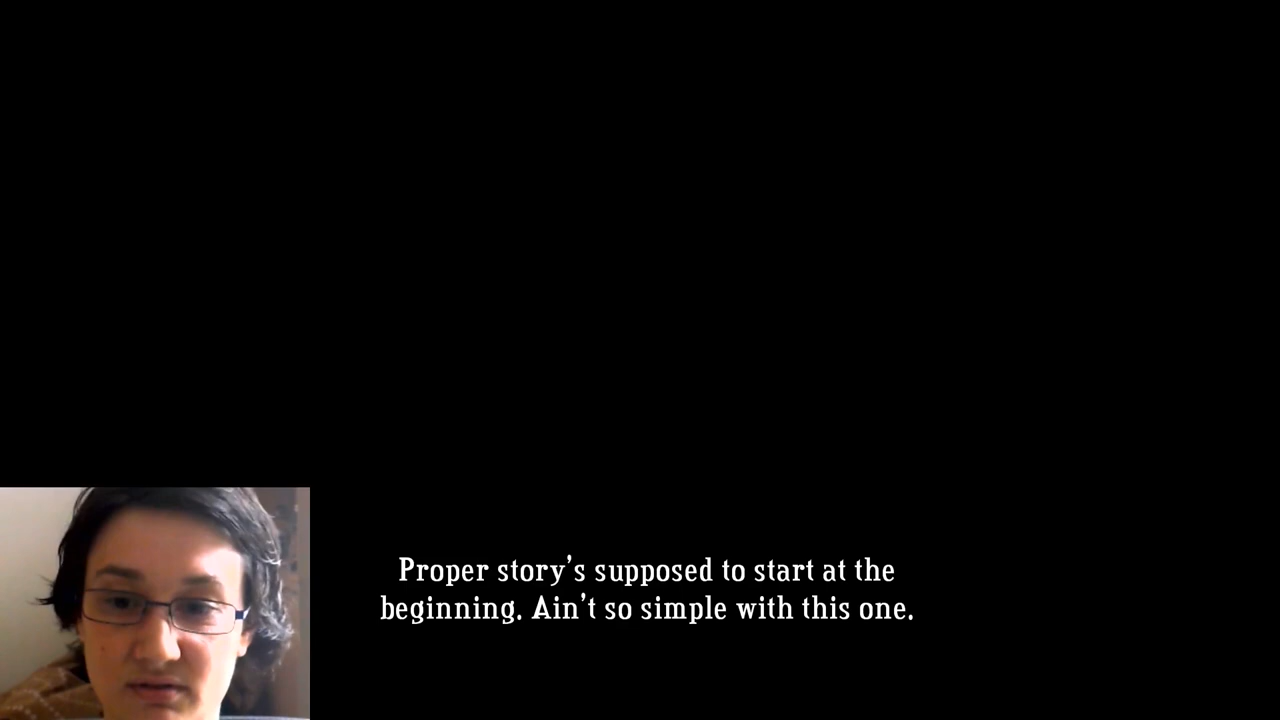 Proper story's supposed to start at the
beginning. Ain't so simple with this one.